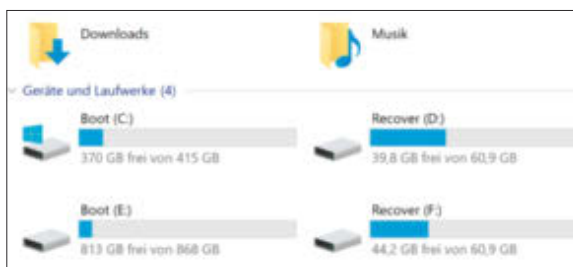 Downloads
Musik
Geräte und Laufwerke (4)
Boot (C:)
Recover (D:)
370 GB frei von 415 GB
39,8 GB frei von 60,9 GB
Boot (E:)
Recover (F:)
813 GB frei von 868 GB
44,2 GB frei von 60,9 GB